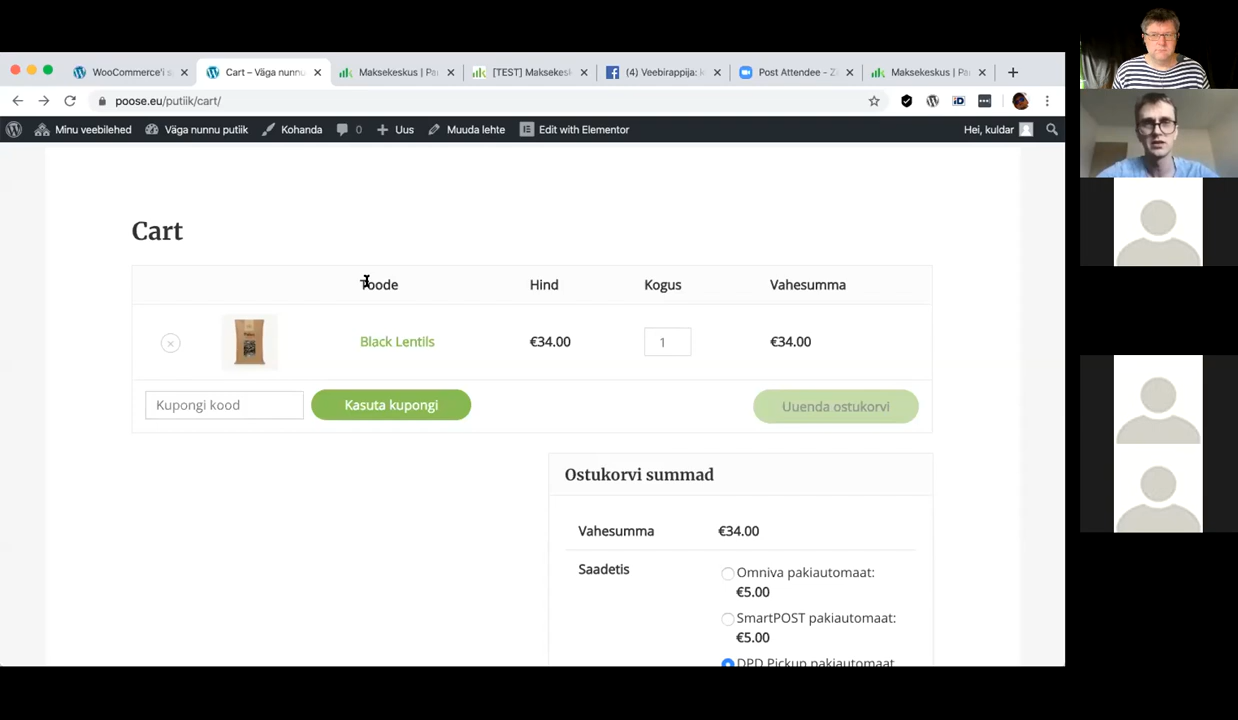 WooCommerce'i s
Cart – Väga nunnu
Maksekeskus | Pa
[TEST] Maksekesk
(4) Veebirappija: k
Post Attendee - Z
Maksekeskus | Pa
poose.eu/putiik/cart/
Minu veebilehed
Väga nunnu putiik
Kohanda
0
Uus
Muuda lehte
Edit with Elementor
Hei, kuldar
Cart
Toode Hind Kogus Vahesumma
Black Lentils €34.00 1 €34.00
Kupongi kood Kasuta kupongi Uuenda ostukorvi
Ostukorvi summad
Vahesumma €34.00
Saadetis Omniva pakiautomaat:
€5.00
SmartPOST pakiautomaat:
€5.00
DPD Pickup pakiautomaat